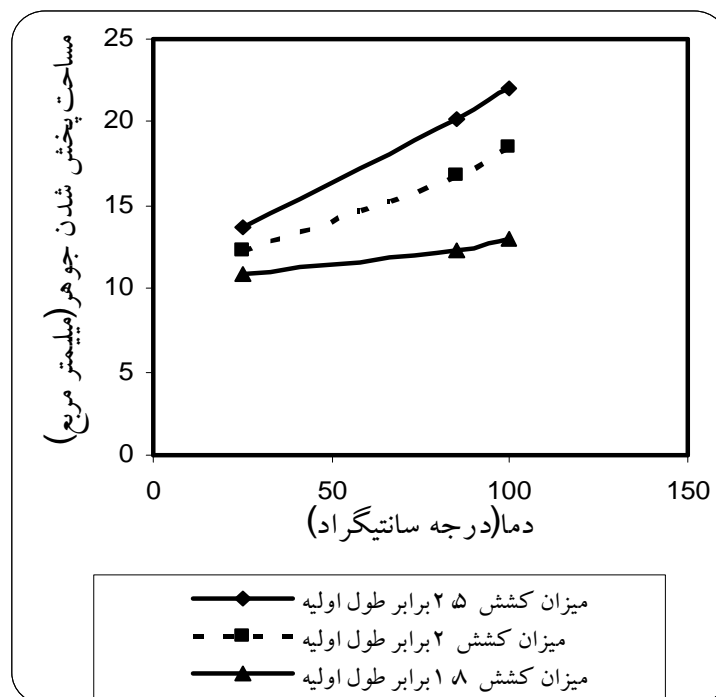 مساحت پخش شدن جوهر(میلیمتر مربع)
25
20
15
10
5
0
0 50 100 150
دما(درجه سانتیگراد)
میزان کشش ۲٫۵ برابر طول اولیه
میزان کشش ۲ برابر طول اولیه
میزان کشش ۱٫۸ برابر طول اولیه